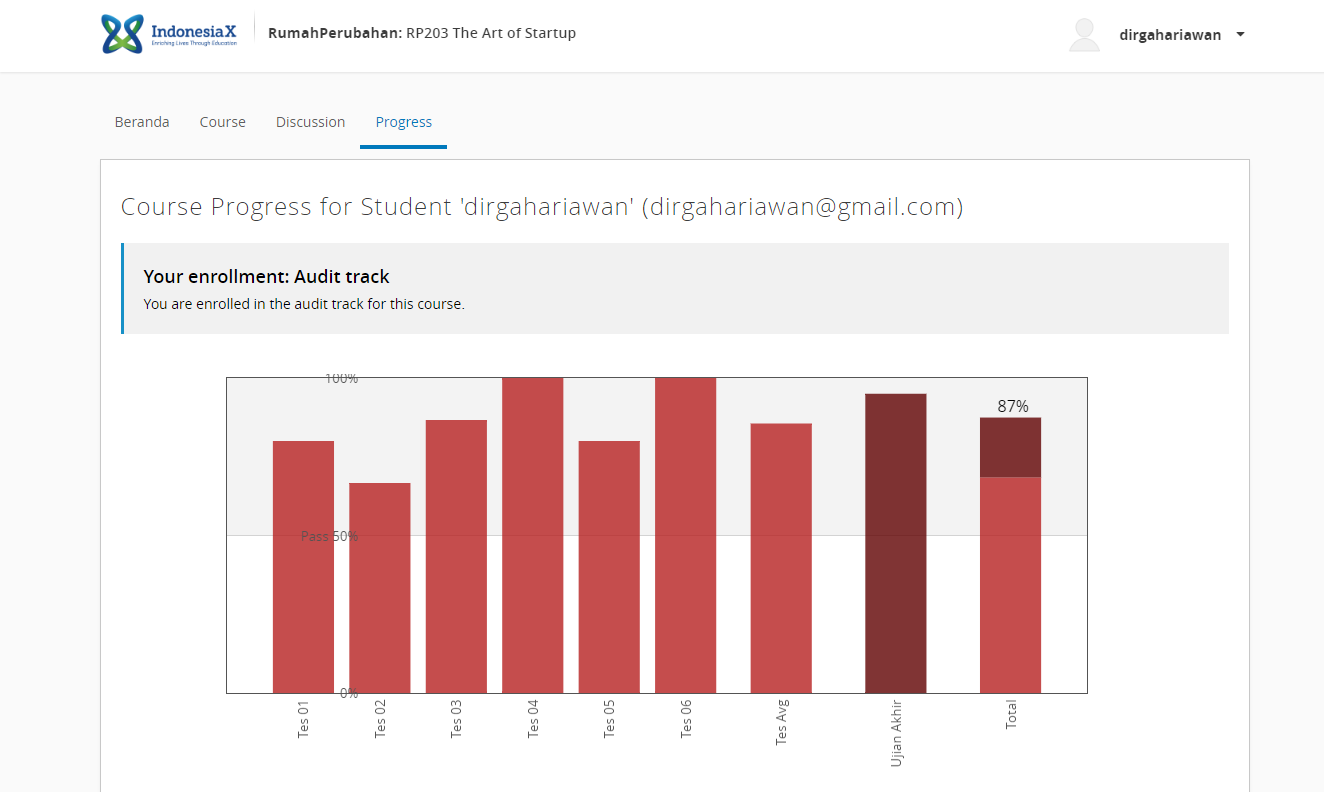 IndonesiaX
Enriching Lives Through Education
RumahPerubahan: RP203 The Art of Startup
dirgahariawan
Beranda Course Discussion Progress
Course Progress for Student 'dirgahariawan' (dirgahariawan@gmail.com)
Your enrollment: Audit track
You are enrolled in the audit track for this course.
100%
87%
Pass 50%
0%
Tes 01 Tes 02 Tes 03 Tes 04 Tes 05 Tes 06 Tes Avg Ujian Akhir Total